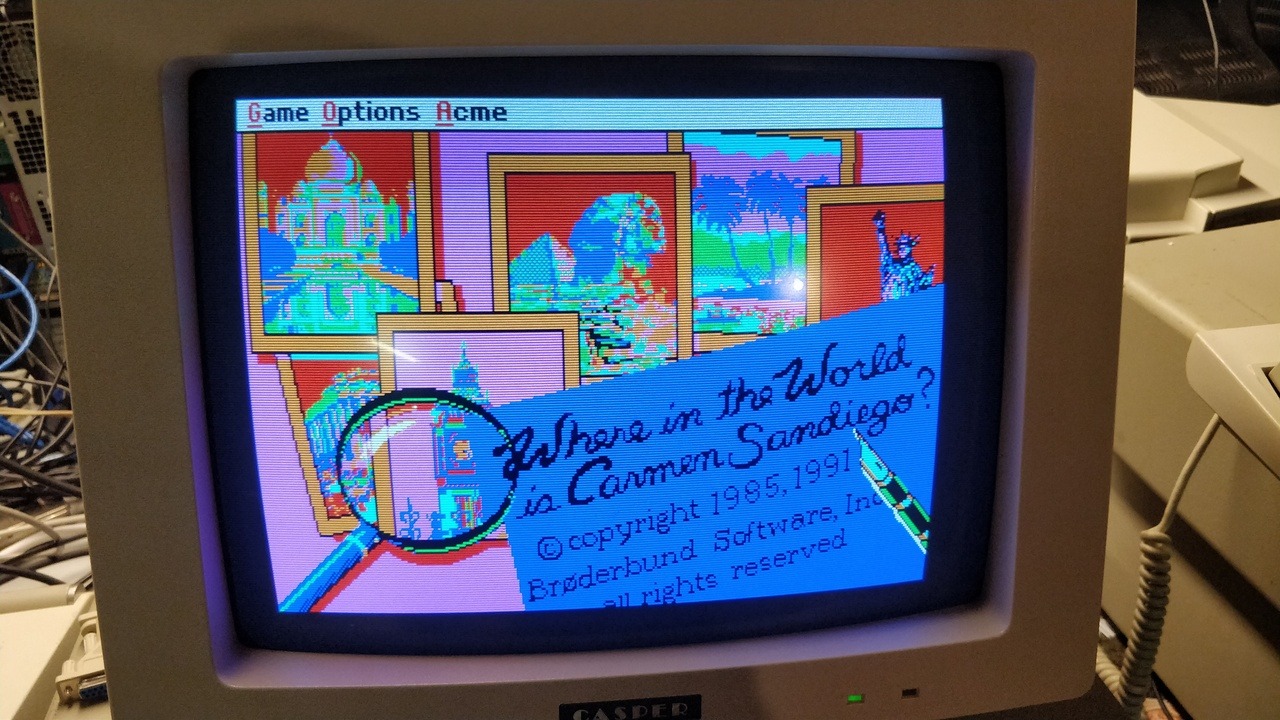 Game Options Acme
Where in the World
is Carmen Sandiego?
© copyright 1985, 1991
Brøderbund Software, Inc
all rights reserved
CASPER